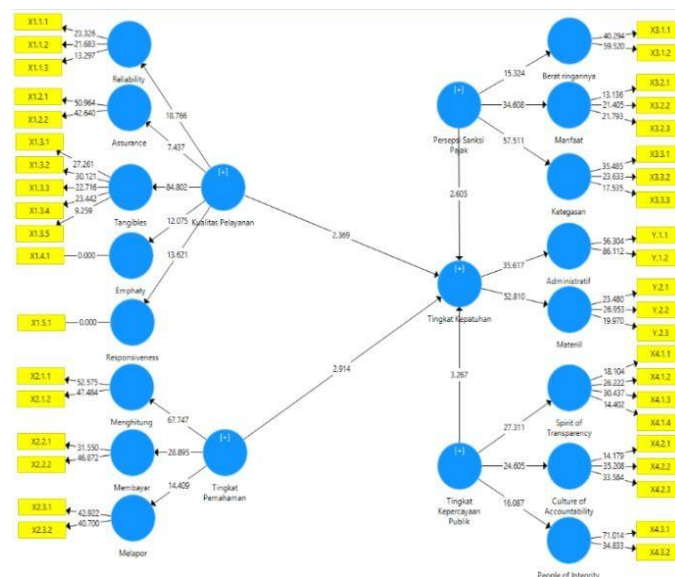 X1.1.1
X1.1.2
X1.1.3
23.326
21.683
13.297
Reliability
X1.2.1
X1.2.2
50.964
42.640
Assurance
X1.3.1
X1.3.2
X1.3.3
X1.3.4
X1.3.5
27.261
30.121
22.716
23.442
9.259
Tangibles
X1.4.1
0.000
Emphaty
X1.5.1
0.000
Responsiveness
18.766
7.437
84.802
12.075
13.621
[+]
Kualitas Pelayanan
2.369
X2.1.1
X2.1.2
52.575
47.484
Menghitung
X2.2.1
X2.2.2
31.550
46.872
Membayar
X2.3.1
X2.3.2
42.922
40.700
Melapor
67.747
28.895
14.409
[+]
Tingkat
Pemahaman
2.914
[+]
Persepsi Sanksi
Pajak
2.605
15.324
34.608
57.511
Berat ringannya
40.294
59.520
X3.1.1
X3.1.2
Manfaat
13.136
21.405
21.793
X3.2.1
X3.2.2
X3.2.3
Ketegasan
35.485
23.633
17.535
X3.3.1
X3.3.2
X3.3.3
[+]
Tingkat Kepatuhan
35.617
52.810
Administratif
56.304
86.112
Y.1.1
Y.1.2
Materiil
23.480
26.953
19.970
Y.2.1
Y.2.2
Y.2.3
3.267
[+]
Tingkat
Kepercayaan
Publik
27.311
24.605
16.087
Spirit of
Transparency
18.104
26.222
30.437
14.402
X4.1.1
X4.1.2
X4.1.3
X4.1.4
Culture of
Accountability
14.179
35.208
33.584
X4.2.1
X4.2.2
X4.2.3
People of Integrity
71.014
34.833
X4.3.1
X4.3.2